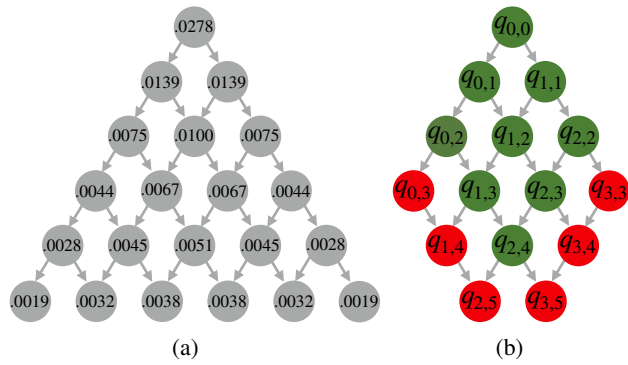 .0278
.0139 .0139
.0075 .0100 .0075
.0044 .0067 .0067 .0044
.0028 .0045 .0051 .0045 .0028
.0019 .0032 .0038 .0038 .0032 .0019
(a)
q0,0
q0,1 q1,1
q0,2 q1,2 q2,2
q0,3 q1,3 q2,3 q3,3
q1,4 q2,4 q3,4
q2,5 q3,5
(b)